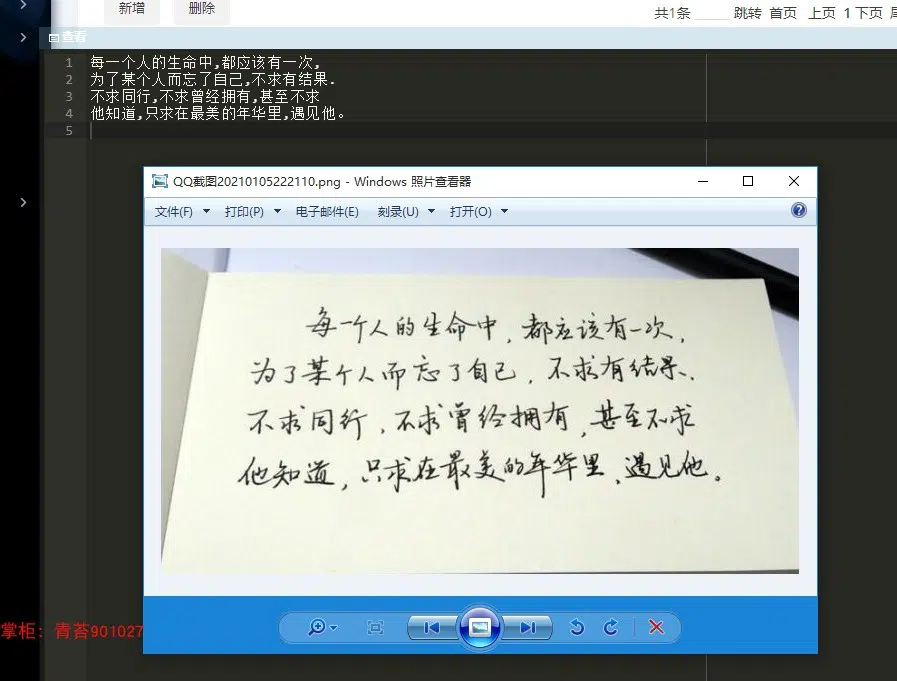 新增 删除
共1条 跳转 首页 上页 1 下页
查看
1 每一个人的生命中,都应该有一次,
2 为了某个人而忘了自己,不求有结果.
3 不求同行,不求曾经拥有,甚至不求
4 他知道,只求在最美的年华里,遇见他。
5
QQ截图20210105222110.png - Windows 照片查看器
文件(F) 打印(P) 电子邮件(E) 刻录(U) 打开(O)
每一个人的生命中,都应该有一次,
为了某个人而忘了自己,不求有结果、
不求同行,不求曾经拥有,甚至不求
他知道,只求在最美的年华里,遇见他。
掌柜：青苔901027